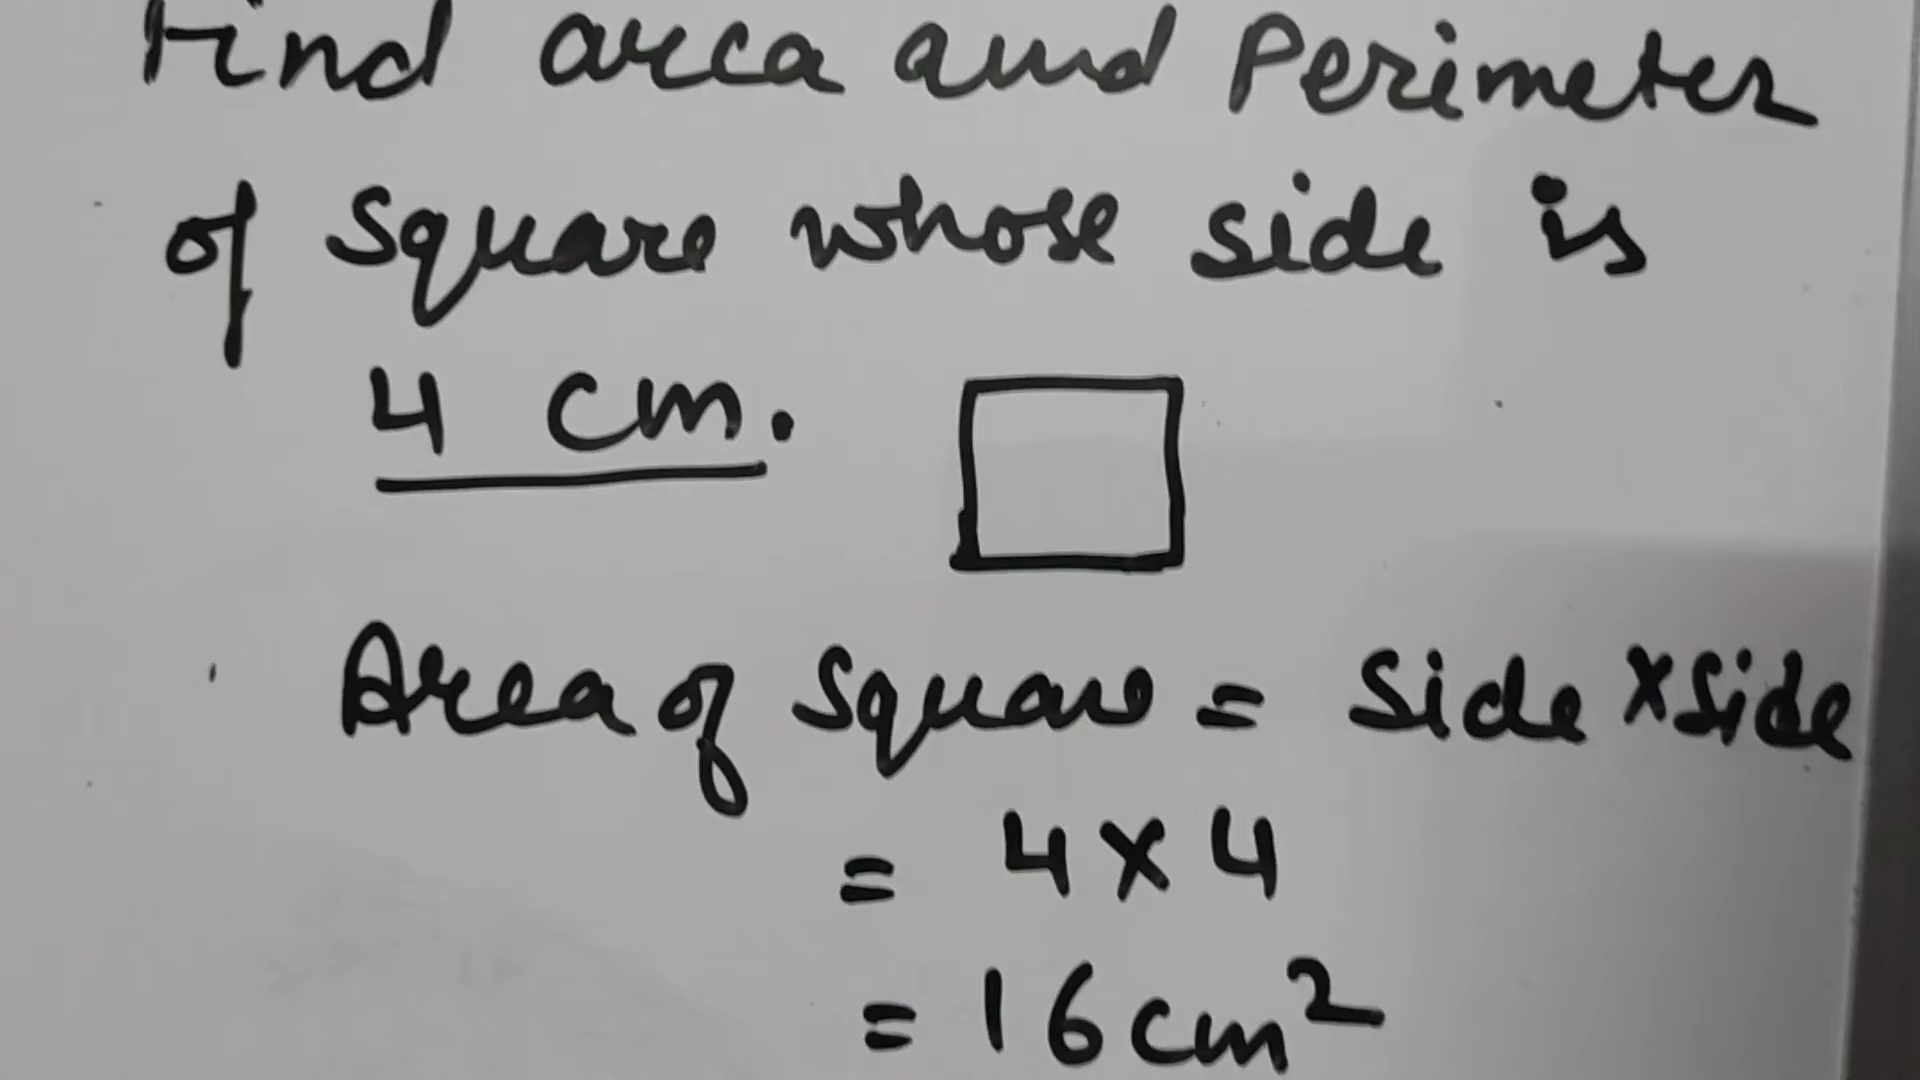 Find area and Perimeter
of square whose side is
4 cm.
Area of square = Side × Side
= 4 × 4
= 16 cm²